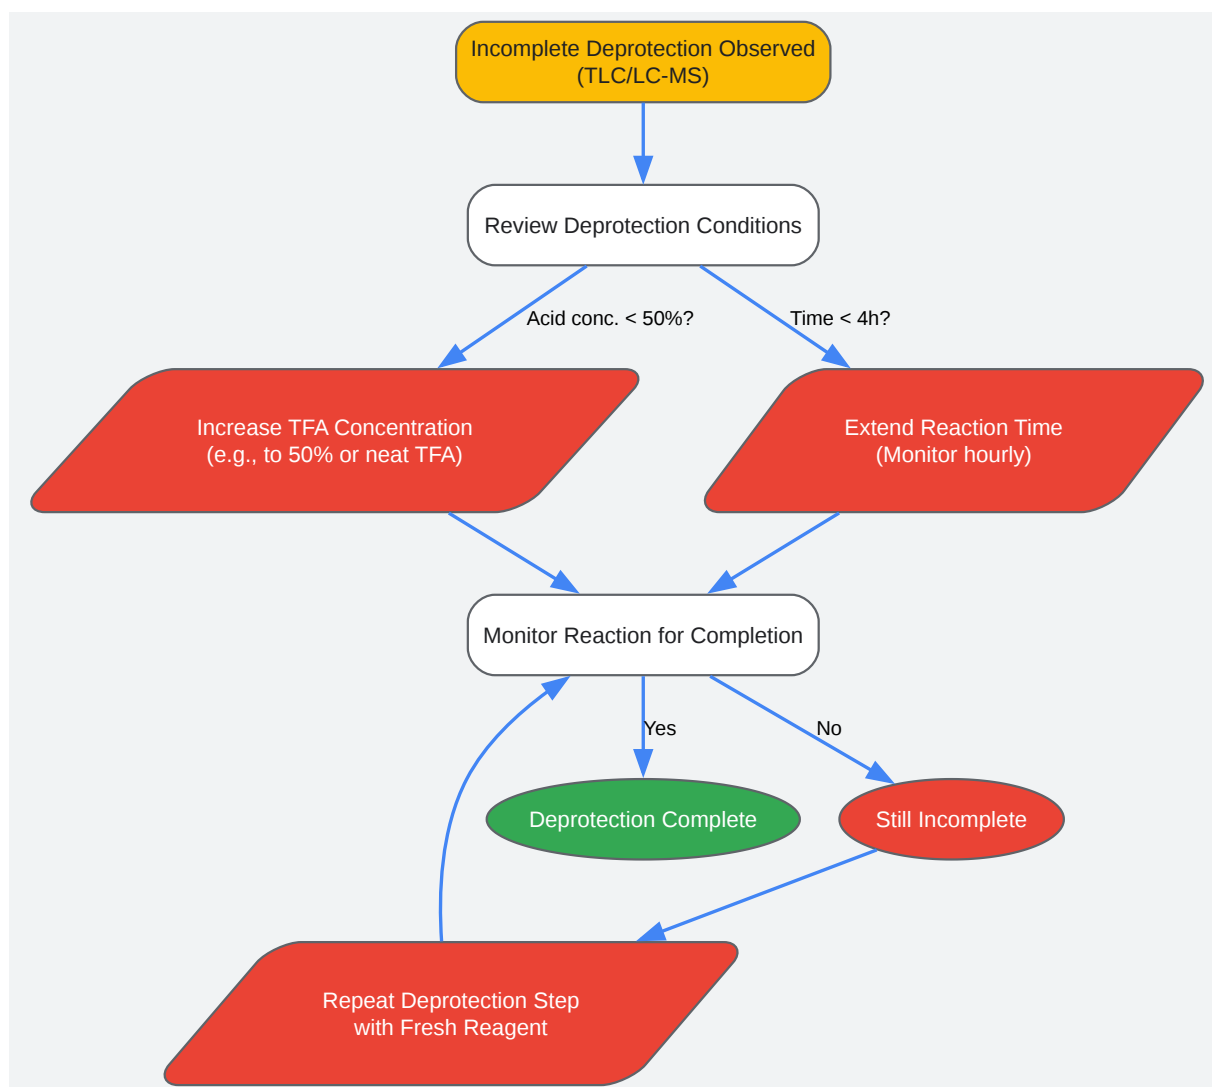 Incomplete Deprotection Observed
(TLC/LC-MS)
Review Deprotection Conditions
Acid conc. < 50%?
Time < 4h?
Increase TFA Concentration
(e.g., to 50% or neat TFA)
Extend Reaction Time
(Monitor hourly)
Monitor Reaction for Completion
Yes
No
Deprotection Complete
Still Incomplete
Repeat Deprotection Step
with Fresh Reagent